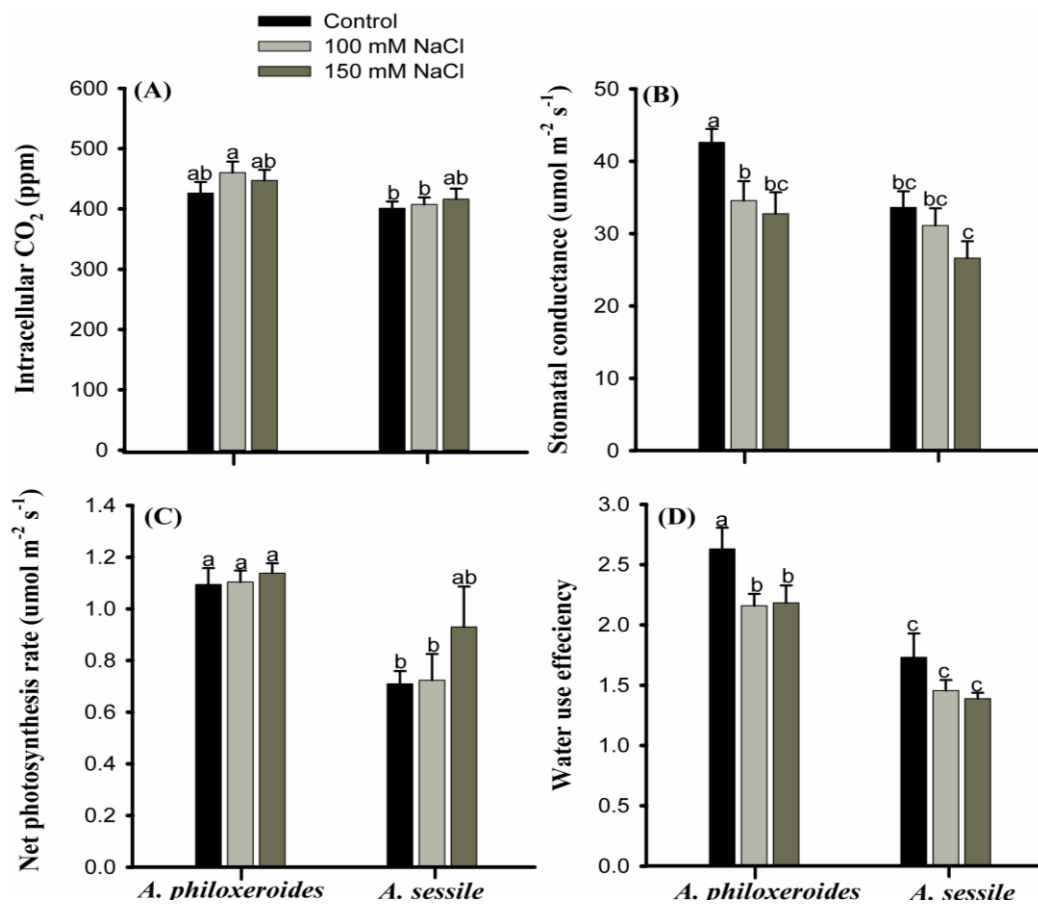 Control
100 mM NaCl
150 mM NaCl
(A)
Intracellular CO2 (ppm)
600
500
400
300
200
100
0
ab
a
ab
b
b
ab
(B)
Stomatal conductance (umol m-2 s-1)
50
40
30
20
10
0
a
b
bc
bc
bc
c
(C)
Net photosynthesis rate (umol m-2 s-1)
1.4
1.2
1.0
0.8
0.6
0.4
0.2
0.0
a
a
a
b
b
ab
A. philoxeroides
A. sessile
(D)
Water use effeciency
3.0
2.5
2.0
1.5
1.0
0.5
0.0
a
b
b
c
c
c
A. philoxeroides
A. sessile